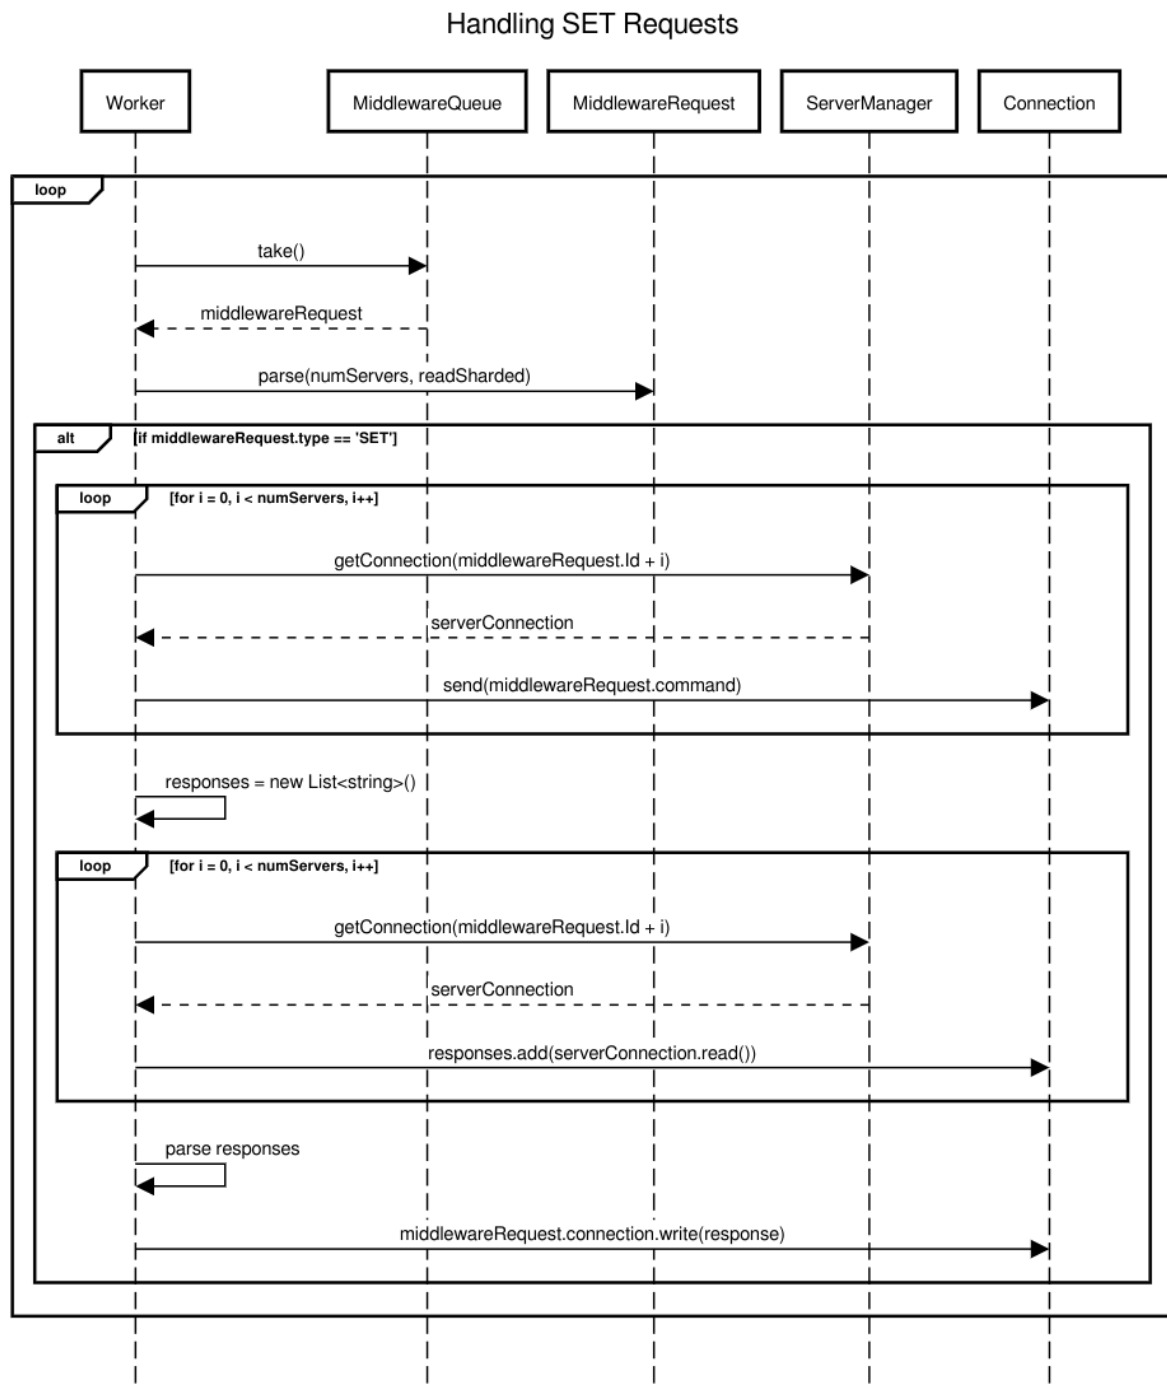 Handling SET Requests
Worker
MiddlewareQueue
MiddlewareRequest
ServerManager
Connection
loop
take()
middlewareRequest
parse(numServers, readSharded)
alt
[if middlewareRequest.type == 'SET']
loop
[for i = 0, i < numServers, i++]
getConnection(middlewareRequest.Id + i)
serverConnection
send(middlewareRequest.command)
responses = new List<string>()
loop
[for i = 0, i < numServers, i++]
getConnection(middlewareRequest.Id + i)
serverConnection
responses.add(serverConnection.read())
parse responses
middlewareRequest.connection.write(response)